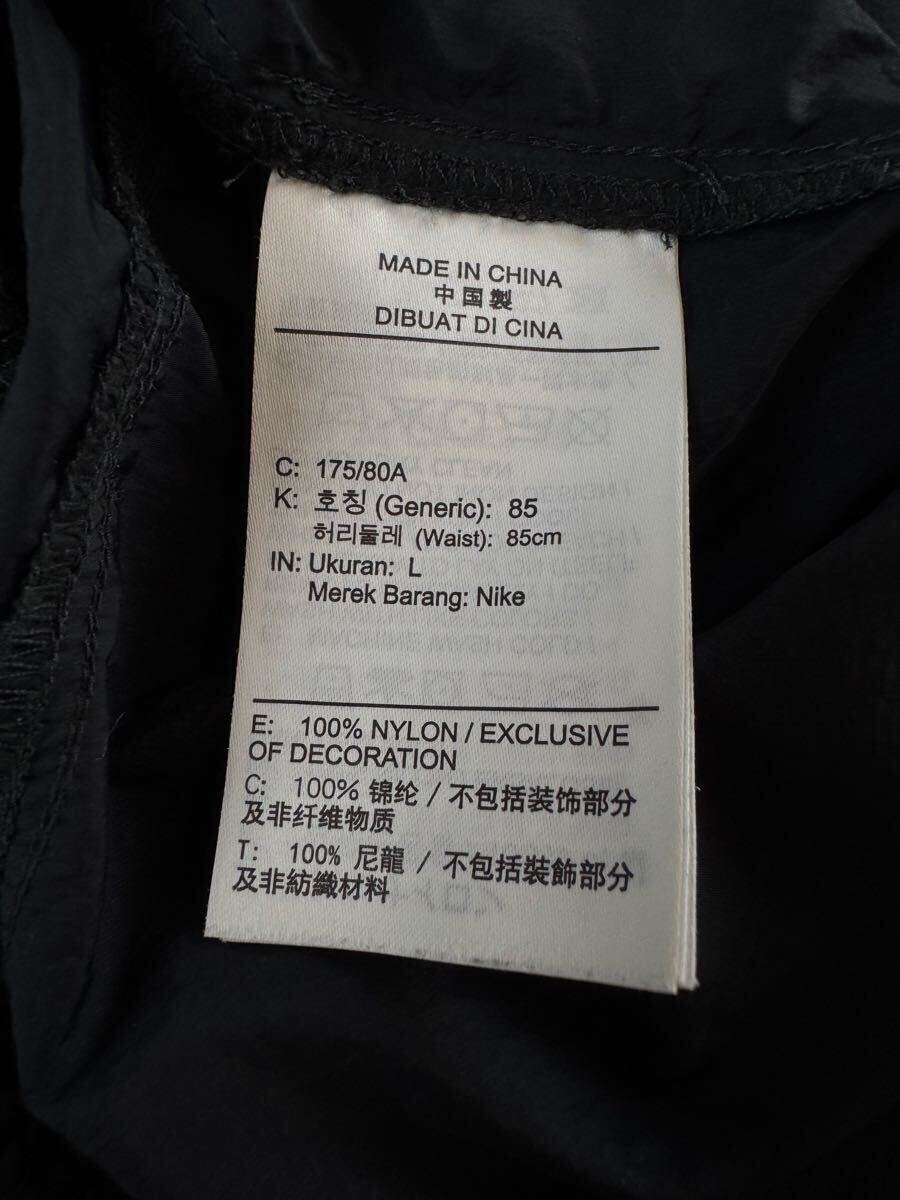 MADE IN CHINA
中国製
DIBUAT DI CINA
C: 175/80A
K: 호칭 (Generic): 85
허리둘레 (Waist): 85cm
IN: Ukuran: L
Merek Barang: Nike
E: 100% NYLON / EXCLUSIVE
OF DECORATION
C: 100% 锦纶 / 不包括装饰部分
及非纤维物质
T: 100% 尼龍 / 不包括裝飾部分
及非紡織材料